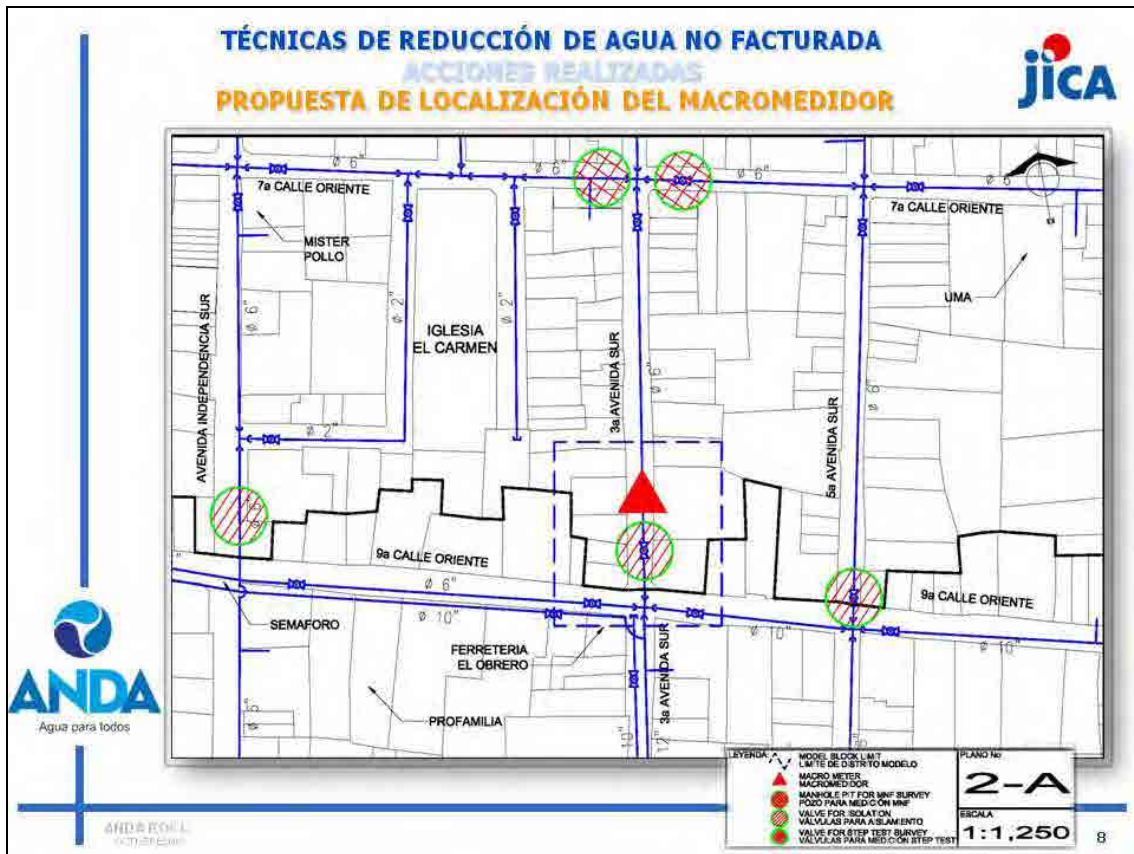 TÉCNICAS DE REDUCCIÓN DE AGUA NO FACTURADA
ACCIONES REALIZADAS
PROPUESTA DE LOCALIZACIÓN DEL MACROMEDIDOR
jICA
ø 6"
ø 6"
ø 6"
7a CALLE ORIENTE
7a CALLE ORIENTE
MISTER
POLLO
UMA
AVENIDA INDEPENDENCIA SUR
ø 6"
ø 2"
IGLESIA
EL CARMEN
ø 2"
3a AVENIDA SUR
ø 6"
5a AVENIDA SUR
ø 6"
ø 2"
9a CALLE ORIENTE
ø 6"
9a CALLE ORIENTE
SEMAFORO
ø 10"
ø 10"
ø 10"
FERRETERIA
EL OBRERO
3a AVENIDA SUR
PROFAMILIA
10"
12"
ANDA
Agua para todos
LEYENDA
MODEL BLOCK LIMIT
LIMITE DE DISTRITO MODELO
MACRO METER
MACROMEDIDOR
MANHOLE PIT FOR MNF SURVEY
POZO PARA MEDICIÓN MNF
VALVE FOR ISOLATION
VÁLVULAS PARA AISLAMIENTO
VALVE FOR STEP TEST SURVEY
VÁLVULAS PARA MEDICIÓN STEP TEST
PLANO No
2-A
ESCALA
1:1,250
8